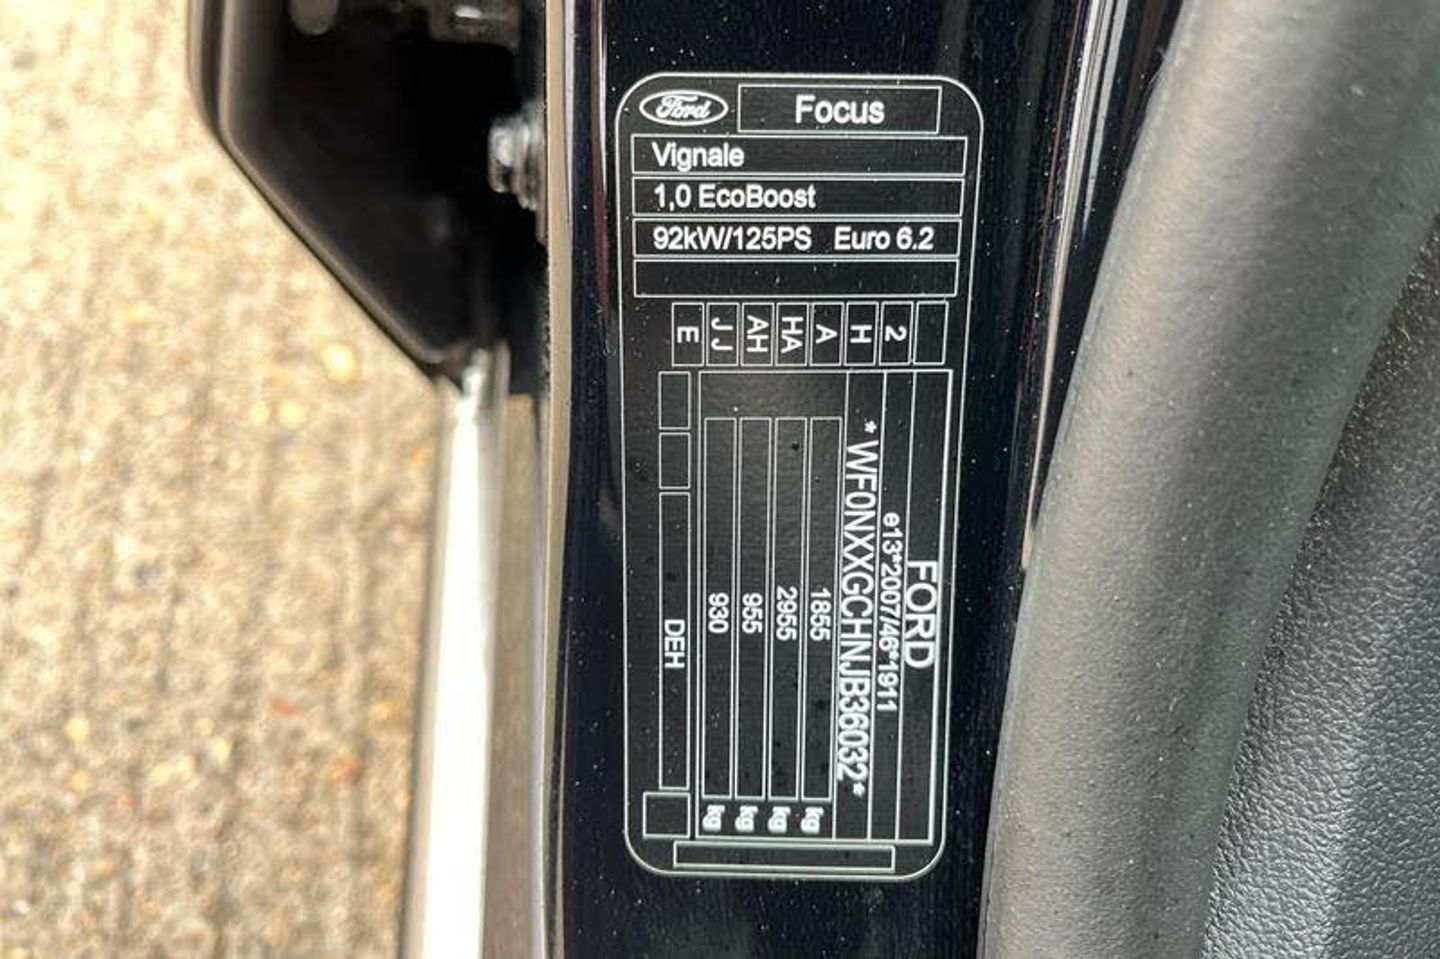 Ford
Focus
Vignale
1,0 EcoBoost
92kW/125PS Euro 6.2
E JJ AH HA A H 2
FORD
e13*2007/46*1911
*WF0NXXGCHNJB36032*
1855 kg
2955 kg
955 kg
930 kg
DEH